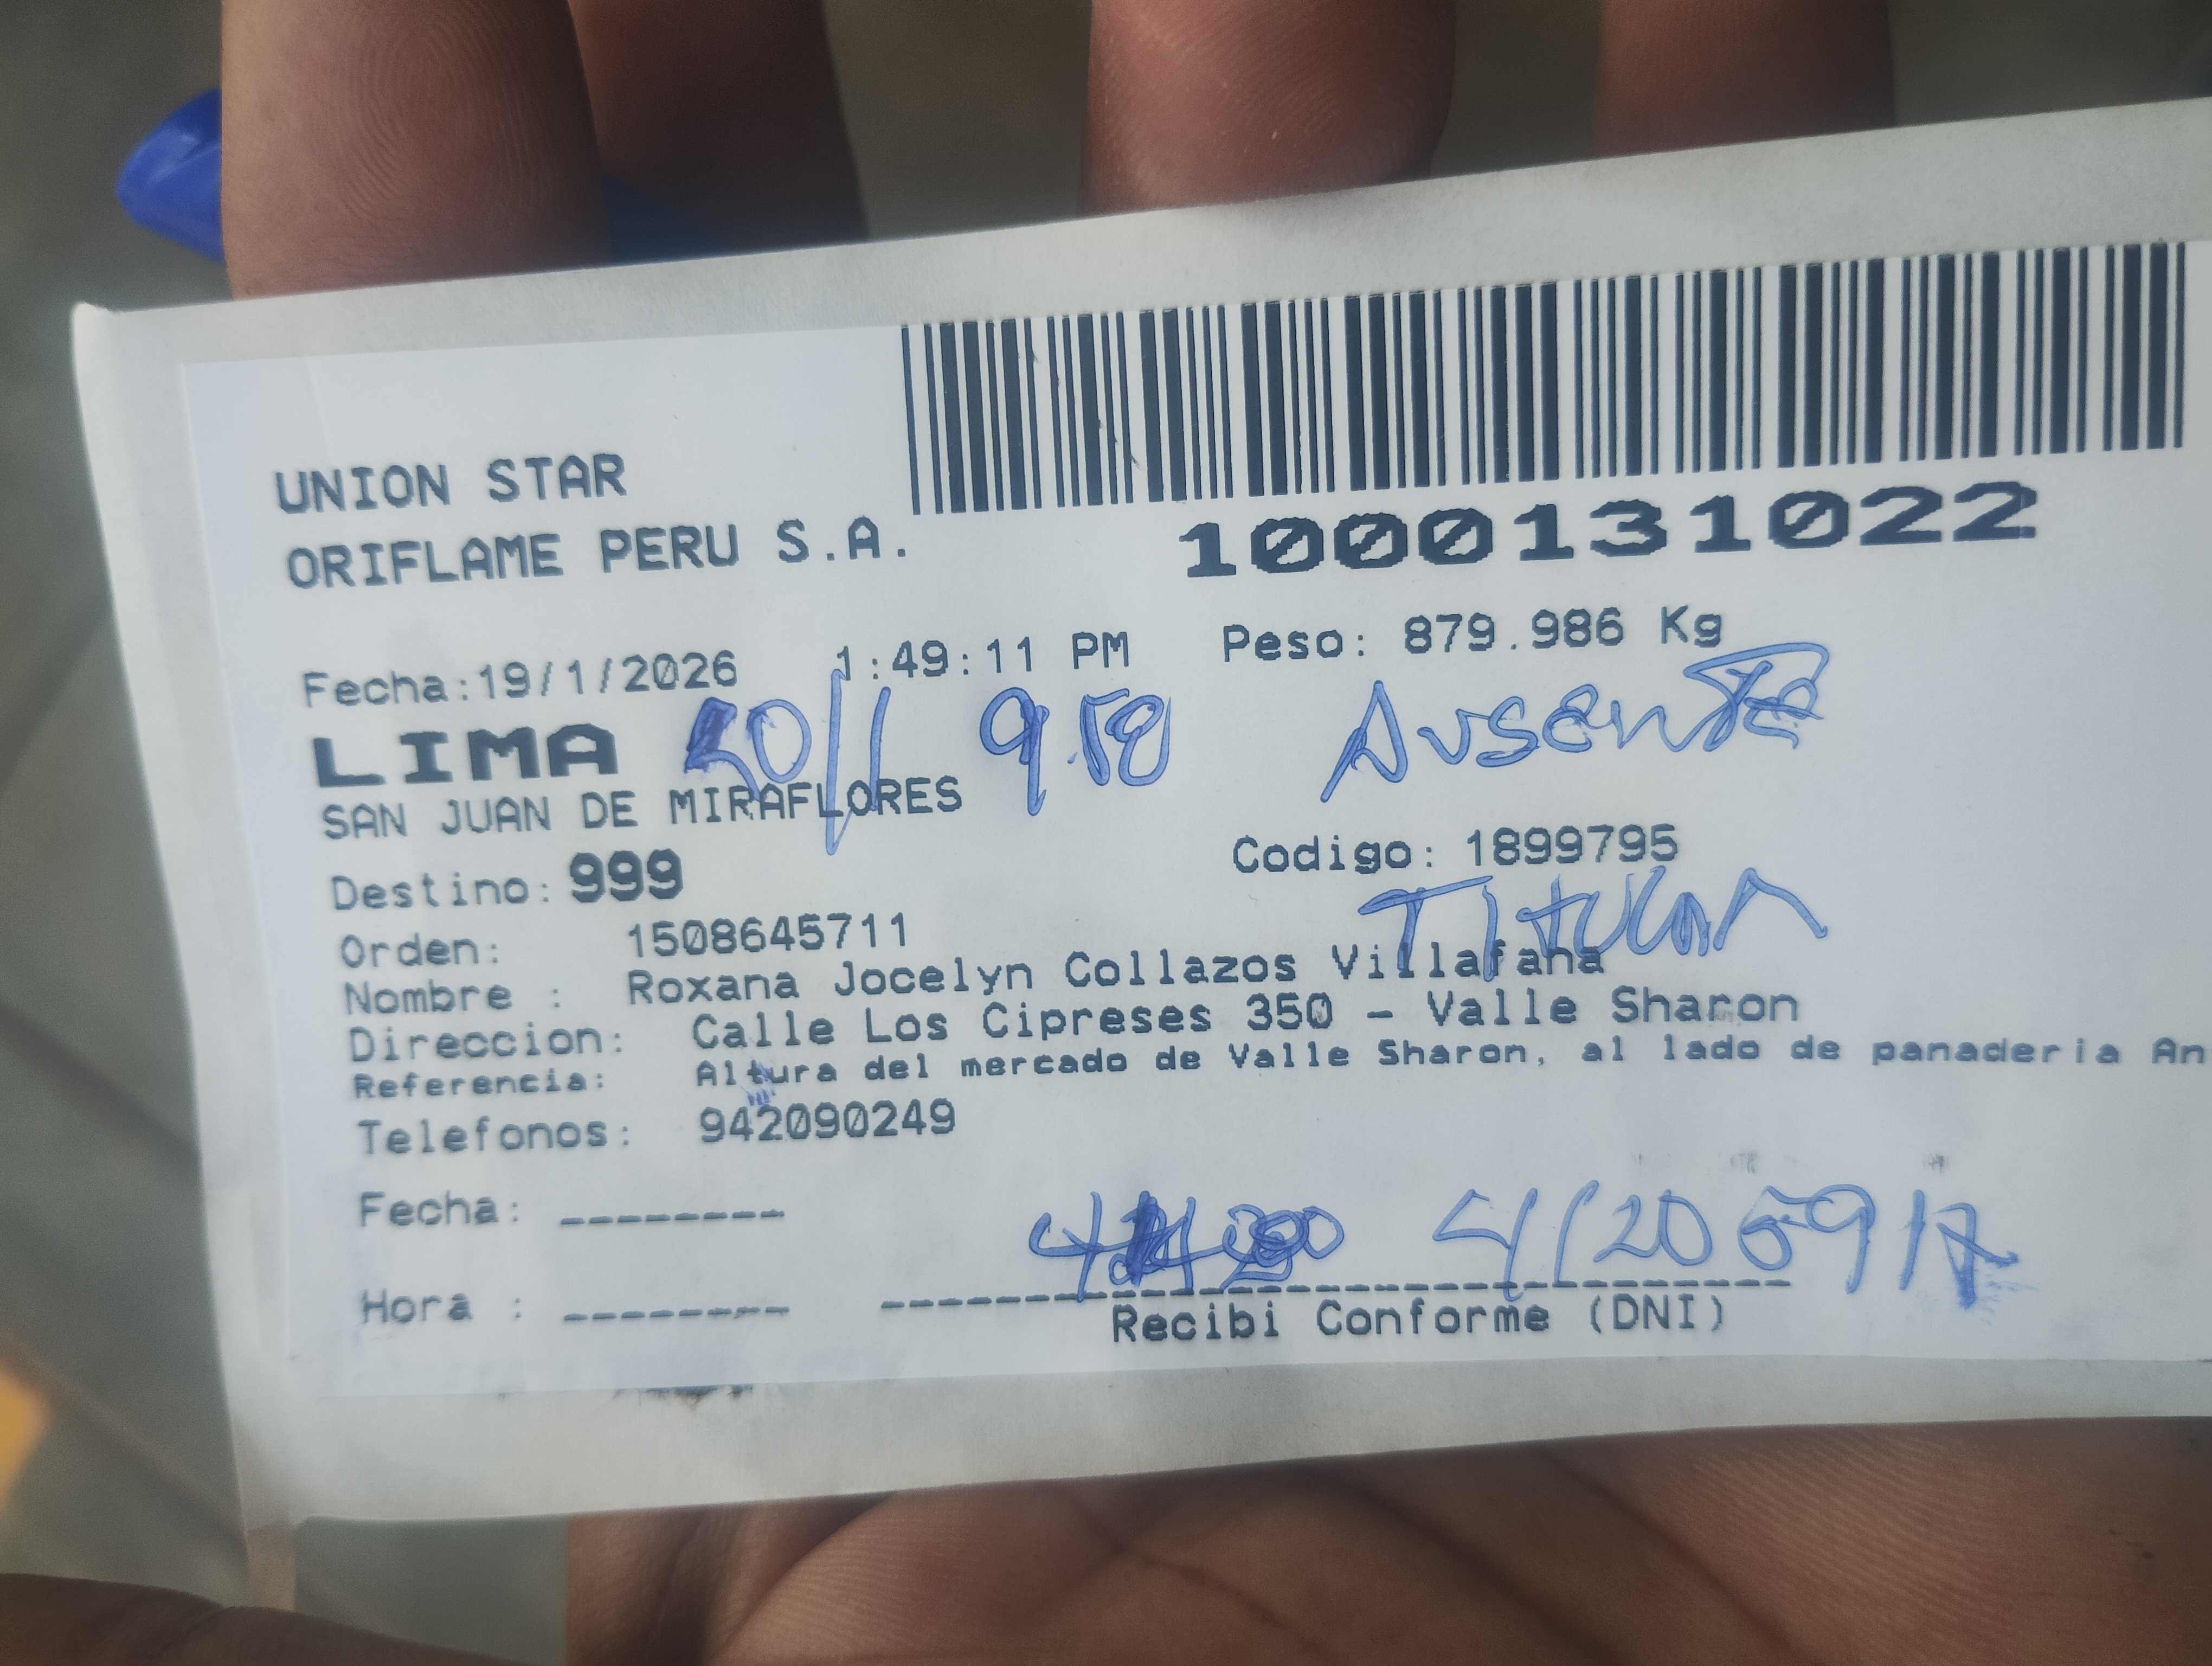 UNION STAR
ORIFLAME PERU S.A.
1000131022
Fecha:19/1/2026 1:49:11 PM Peso: 879.986 Kg
LIMA 9.58 Ausente
SAN JUAN DE MIRAFLORES
Destino: 999 Codigo: 1899795
Titular
Orden: 1508645711
Nombre : Roxana Jocelyn Collazos Villafana
Direccion: Calle Los Cipreses 350 - Valle Sharon
Referencia: Altura del mercado de Valle Sharon, al lado de panaderia An
Telefonos: 942090249
Fecha: --------
Hora : --------
Recibi Conforme (DNI)